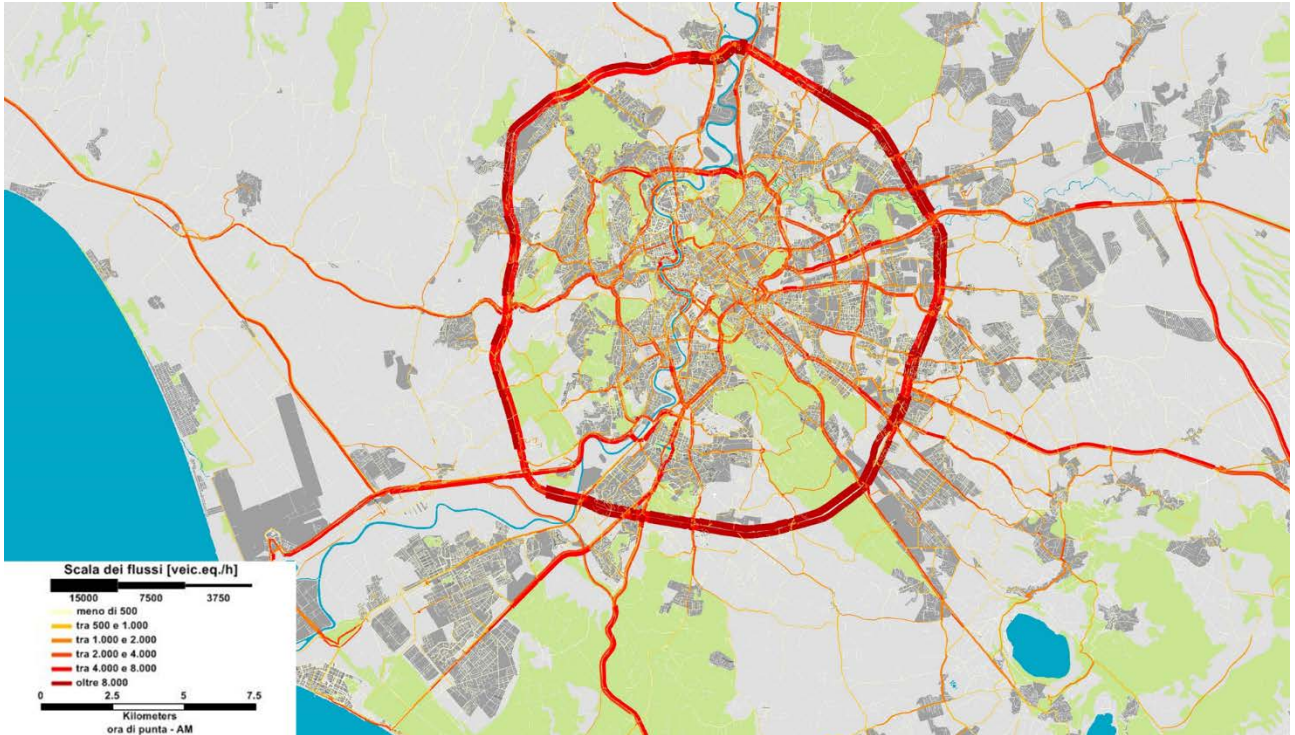 Scala dei flussi [veic.eq./h]
15000 7500 3750
meno di 500
tra 500 e 1.000
tra 1.000 e 2.000
tra 2.000 e 4.000
tra 4.000 e 8.000
oltre 8.000
0 2.5 5 7.5
Kilometers
ora di punta - AM